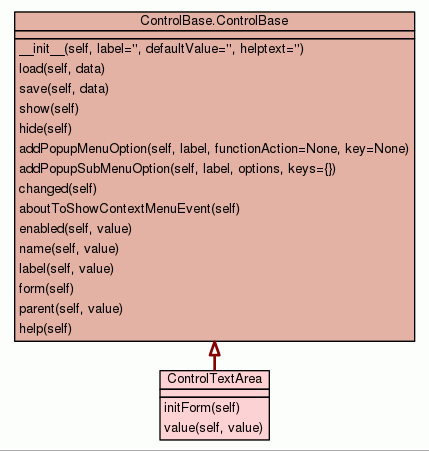 ControlBase.ControlBase
__init__(self, label='', defaultValue='', helptext='')
load(self, data)
save(self, data)
show(self)
hide(self)
addPopupMenuOption(self, label, functionAction=None, key=None)
addPopupSubMenuOption(self, label, options, keys={})
changed(self)
aboutToShowContextMenuEvent(self)
enabled(self, value)
name(self, value)
label(self, value)
form(self)
parent(self, value)
help(self)
ControlTextArea
initForm(self)
value(self, value)